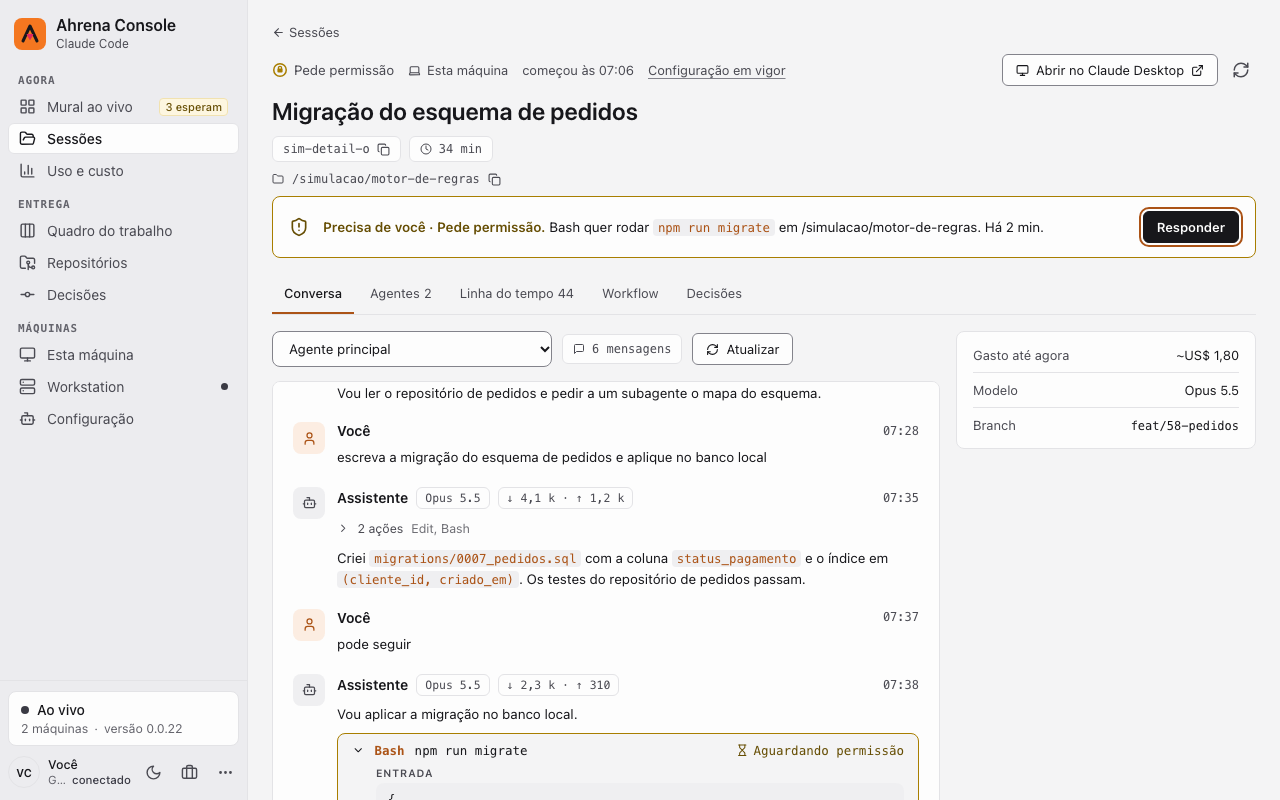 Ahrena Console
Claude Code
AGORA
Mural ao vivo 3 esperam
Sessões
Uso e custo
ENTREGA
Quadro do trabalho
Repositórios
Decisões
MÁQUINAS
Esta máquina
Workstation
Configuração
Ao vivo
2 máquinas · versão 0.0.22
VC Você
G... conectado
← Sessões
Pede permissão Esta máquina começou às 07:06 Configuração em vigor
Abrir no Claude Desktop
Migração do esquema de pedidos
sim-detail-o 34 min
/simulacao/motor-de-regras
Precisa de você · Pede permissão. Bash quer rodar npm run migrate em /simulacao/motor-de-regras. Há 2 min.
Responder
Conversa Agentes 2 Linha do tempo 44 Workflow Decisões
Agente principal 6 mensagens Atualizar
Vou ler o repositório de pedidos e pedir a um subagente o mapa do esquema.
Você 07:28
escreva a migração do esquema de pedidos e aplique no banco local
Assistente Opus 5.5 ↓ 4,1 k · ↑ 1,2 k 07:35
2 ações Edit, Bash
Criei migrations/0007_pedidos.sql com a coluna status_pagamento e o índice em
(cliente_id, criado_em). Os testes do repositório de pedidos passam.
Você 07:37
pode seguir
Assistente Opus 5.5 ↓ 2,3 k · ↑ 310 07:38
Vou aplicar a migração no banco local.
Bash npm run migrate Aguardando permissão
ENTRADA
{
Gasto até agora ~US$ 1,80
Modelo Opus 5.5
Branch feat/58-pedidos